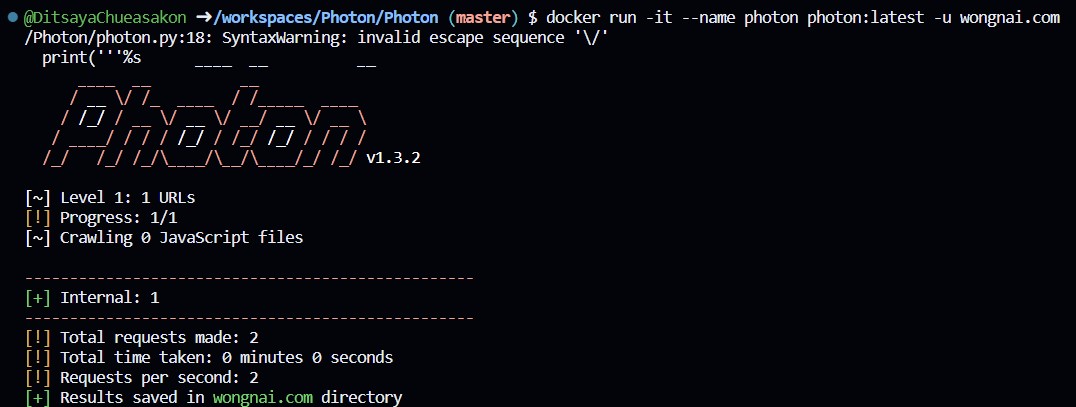 @DitsayaChueasakon ➜/workspaces/Photon/Photon (master) $ docker run -it --name photon photon:latest -u wongnai.com
/Photon/photon.py:18: SyntaxWarning: invalid escape sequence '\/'
  print('''%s      ____  __          __
      ____  __          __
     / __ \/ /_  ____  / /_____  ____
    / /_/ / __ \/ __ \/ __/ __ \/ __ \
   / ____/ / / / /_/ / /_/ /_/ / / / /
  /_/   /_/ /_/\____/\__/\____/_/ /_/ v1.3.2
[~] Level 1: 1 URLs
[!] Progress: 1/1
[~] Crawling 0 JavaScript files
--------------------------------------------------
[+] Internal: 1
--------------------------------------------------
[!] Total requests made: 2
[!] Total time taken: 0 minutes 0 seconds
[!] Requests per second: 2
[+] Results saved in wongnai.com directory